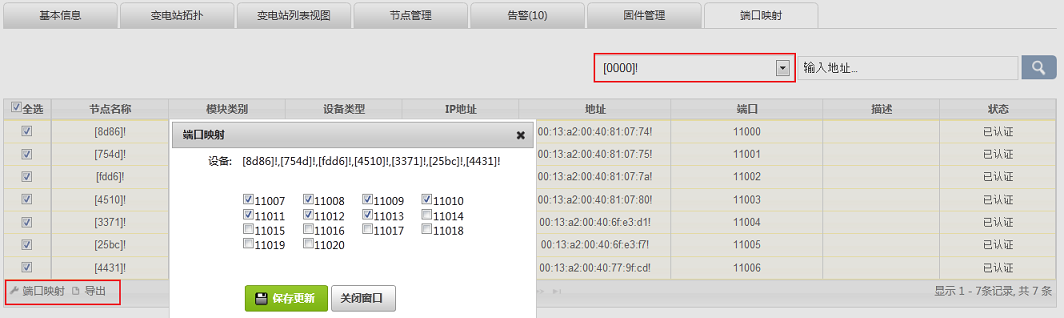 基本信息 变电站拓扑 变电站列表视图 节点管理 告警(10) 固件管理 端口映射
[0000]! 输入地址...
全选 节点名称 模块类别 设备类型 IP地址 地址 端口 描述 状态
[8d86]! 00:13:a2:00:40:81:07:74! 11000 已认证
[754d]! 00:13:a2:00:40:81:07:75! 11001 已认证
[fdd6]! 00:13:a2:00:40:81:07:7a! 11002 已认证
[4510]! 00:13:a2:00:40:81:07:80! 11003 已认证
[3371]! 00:13:a2:00:40:6f:e3:d1! 11004 已认证
[25bc]! 00:13:a2:00:40:6f:e3:f7! 11005 已认证
[4431]! 00:13:a2:00:40:77:9f:cd! 11006 已认证
端口映射 导出 显示 1 - 7条记录, 共 7 条
端口映射
设备: [8d86]!,[754d]!,[fdd6]!,[4510]!,[3371]!,[25bc]!,[4431]!
11007 11008 11009 11010
11011 11012 11013 11014
11015 11016 11017 11018
11019 11020
保存更新 关闭窗口